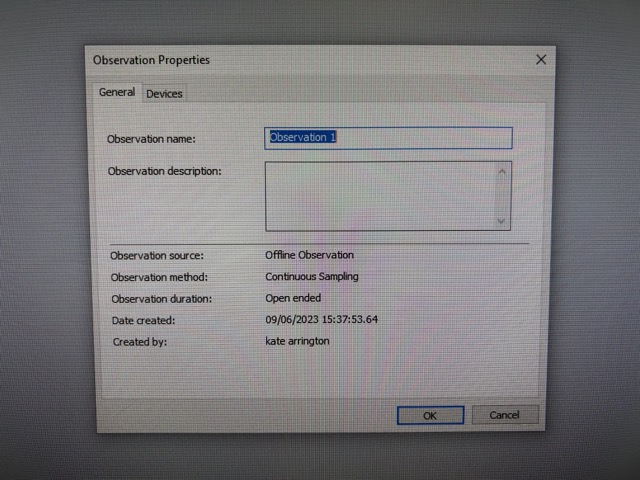 Observation Properties
General Devices
Observation name: Observation 1
Observation description:
Observation source: Offline Observation
Observation method: Continuous Sampling
Observation duration: Open ended
Date created: 09/06/2023 15:37:53.64
Created by: kate arrington
OK Cancel